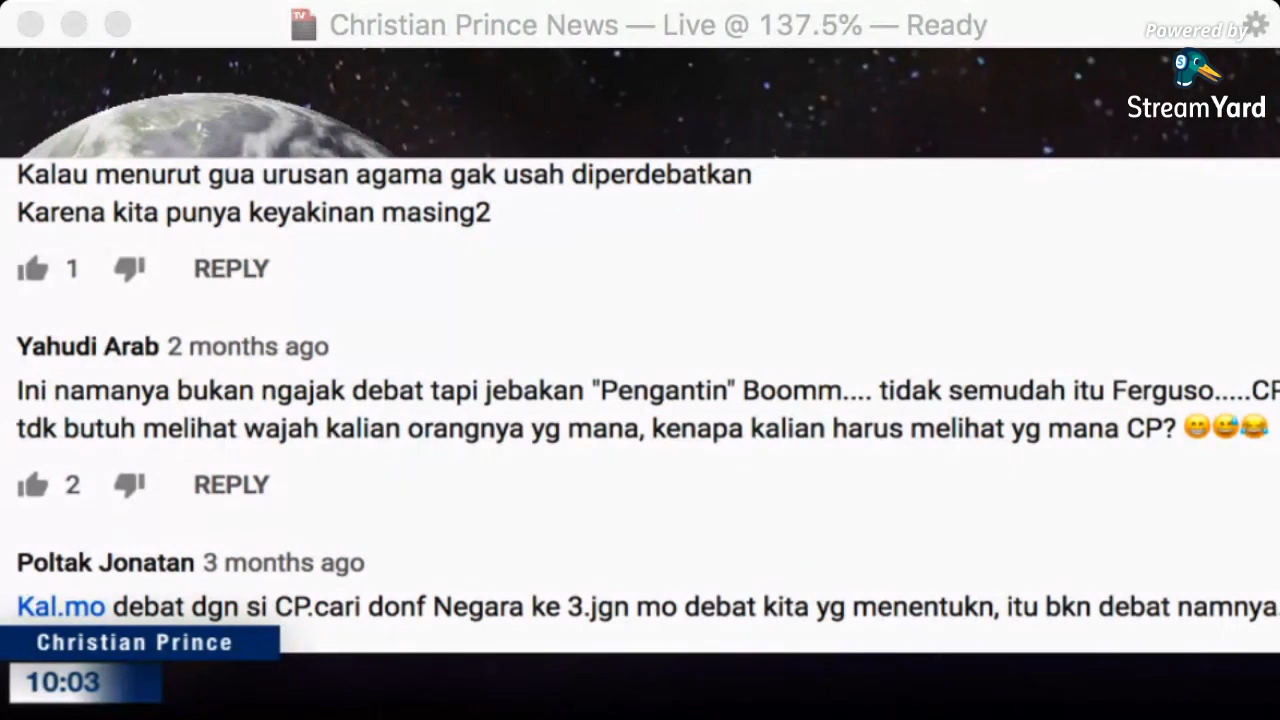 TV
Christian Prince News — Live @ 137.5% — Ready
Powered by
StreamYard
Kalau menurut gua urusan agama gak usah diperdebatkan
Karena kita punya keyakinan masing2
1 REPLY
Yahudi Arab 2 months ago
Ini namanya bukan ngajak debat tapi jebakan "Pengantin" Boomm.... tidak semudah itu Ferguso.....CP
tdk butuh melihat wajah kalian orangnya yg mana, kenapa kalian harus melihat yg mana CP? 😁😅😂
2 REPLY
Poltak Jonatan 3 months ago
Kal.mo debat dgn si CP.cari donf Negara ke 3.jgn mo debat kita yg menentukn, itu bkn debat namnya.
Christian Prince
10:03